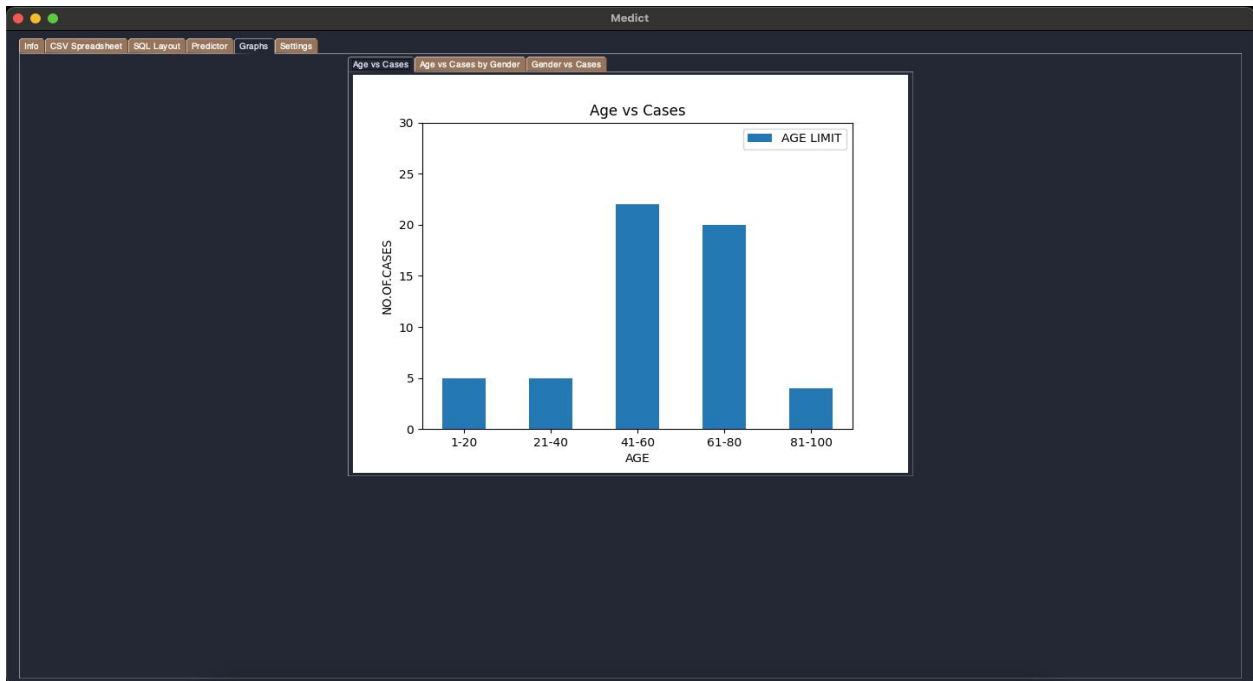 Medict
Info CSV Spreadsheet SQL Layout Predictor Graphs Settings
Age vs Cases Age vs Cases by Gender Gender vs Cases
Age vs Cases
AGE LIMIT
30
25
20
15
10
5
0
NO.OF.CASES
1-20 21-40 41-60 61-80 81-100
AGE